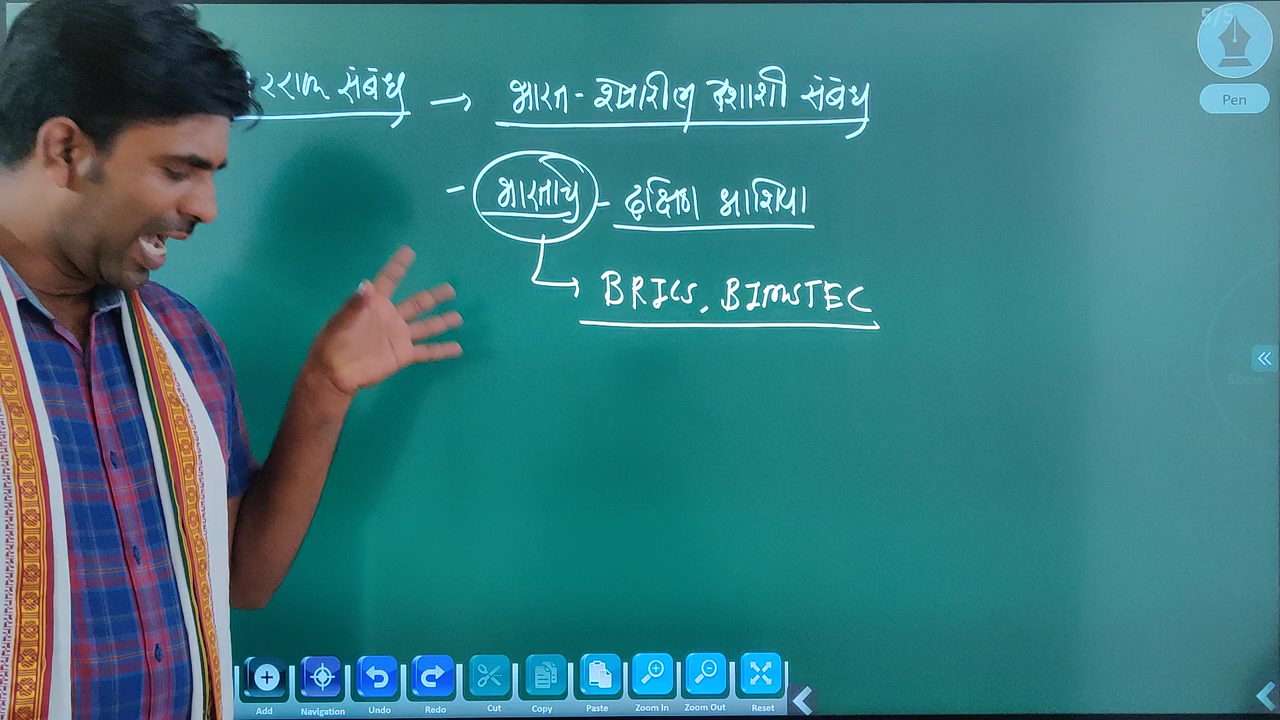 संबंध → भारत - देशाशी संबंध
- भारताचे - दक्षिण आशिया
BRICS, BIMSTEC
Pen
Add Navigation Undo Redo Cut Copy Paste Zoom In Zoom Out Reset